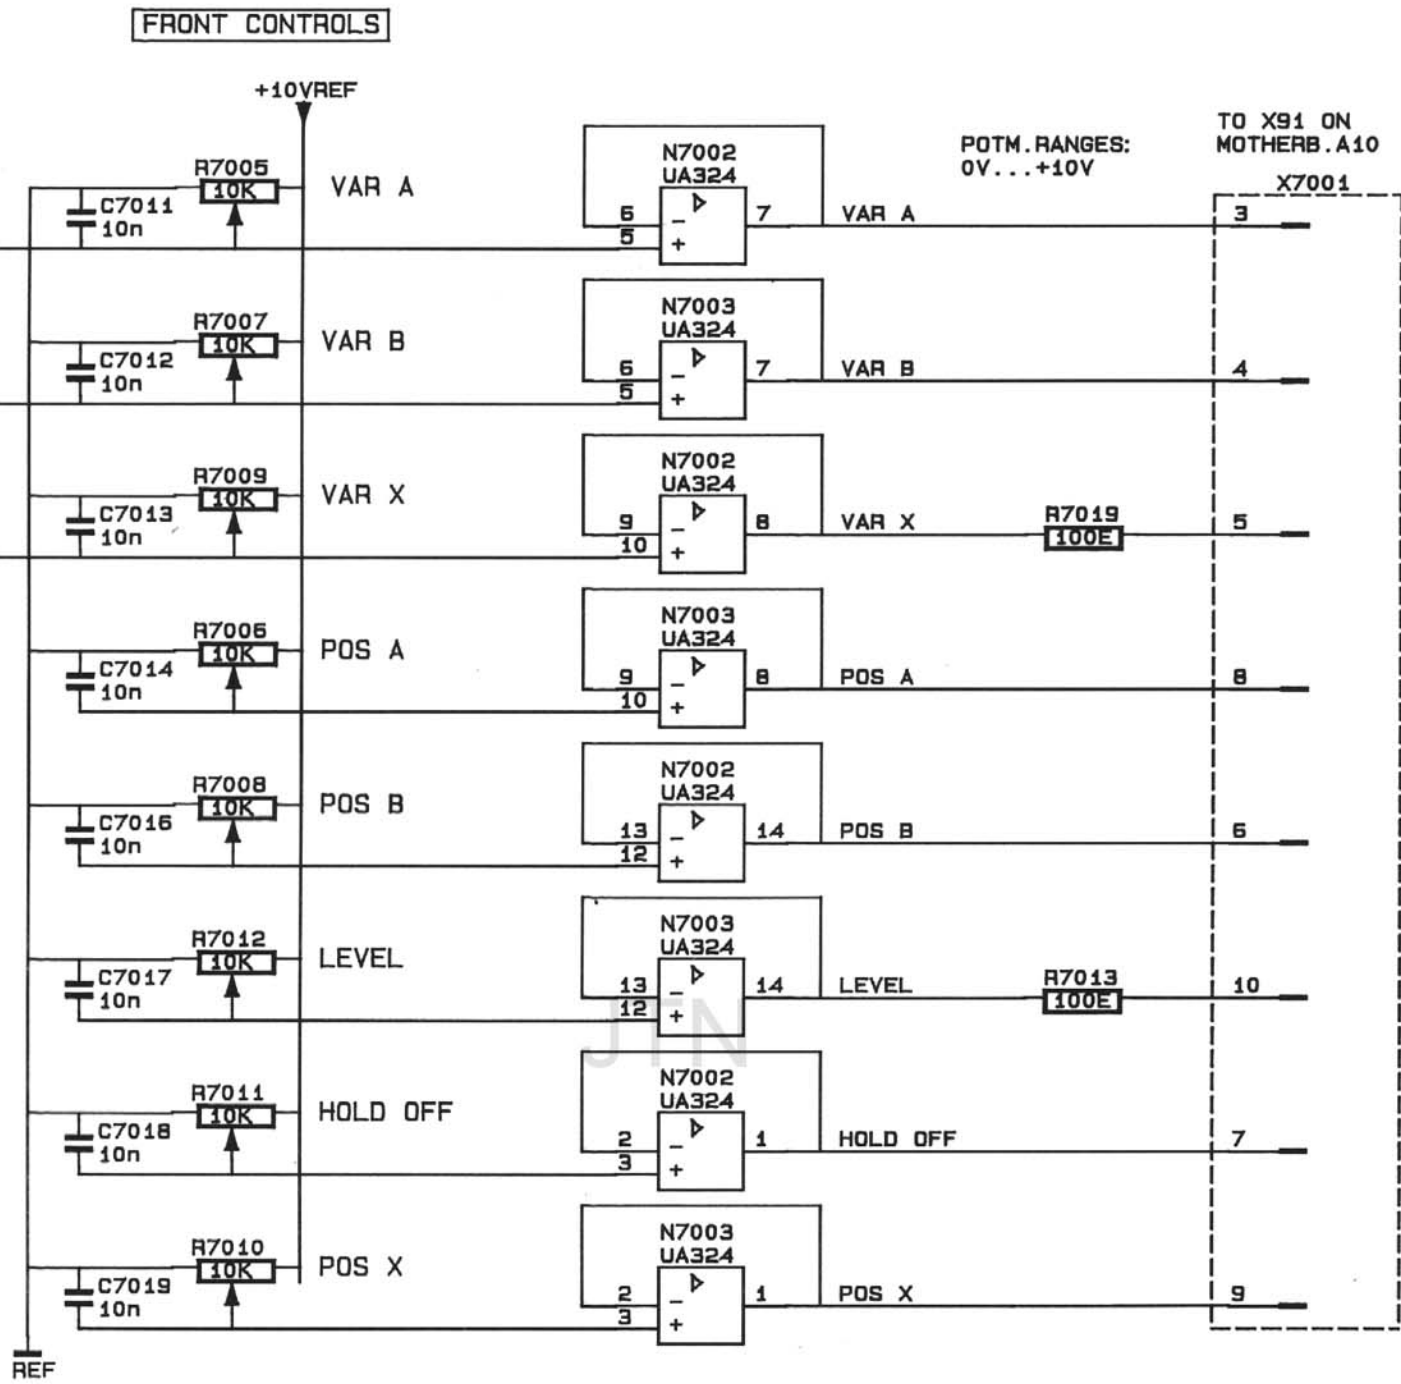 FRONT CONTROLS
+10VREF
TO X91 ON
MOTHERB.A10
POTM.RANGES:
0V...+10V
X7001
R7005
10K
VAR A
C7011
10n
N7002
UA324
6
5
-
+
7
VAR A
3
R7007
10K
VAR B
C7012
10n
N7003
UA324
6
5
-
+
7
VAR B
4
R7009
10K
VAR X
C7013
10n
N7002
UA324
9
10
-
+
8
VAR X
R7019
100E
5
R7006
10K
POS A
C7014
10n
N7003
UA324
9
10
-
+
8
POS A
8
R7008
10K
POS B
C7016
10n
N7002
UA324
13
12
-
+
14
POS B
6
R7012
10K
LEVEL
C7017
10n
N7003
UA324
13
12
-
+
14
LEVEL
R7013
100E
10
JTN
R7011
10K
HOLD OFF
C7018
10n
N7002
UA324
2
3
-
+
1
HOLD OFF
7
R7010
10K
POS X
C7019
10n
N7003
UA324
2
3
-
+
1
POS X
9
REF